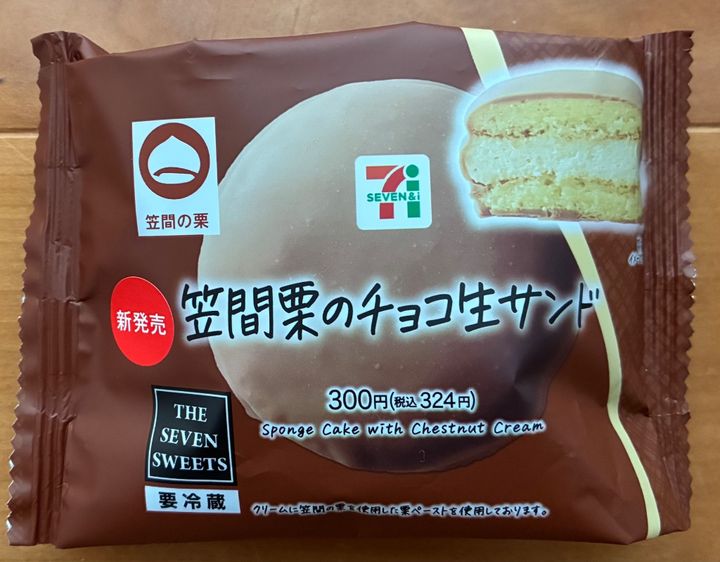 笠間の栗
SEVEN&i
新発売
笠間栗のチョコ生サンド
300円(税込324円)
Sponge Cake with Chestnut Cream
THE
SEVEN
SWEETS
要冷蔵
クリームに笠間の栗を使用した栗ペーストを使用しております。